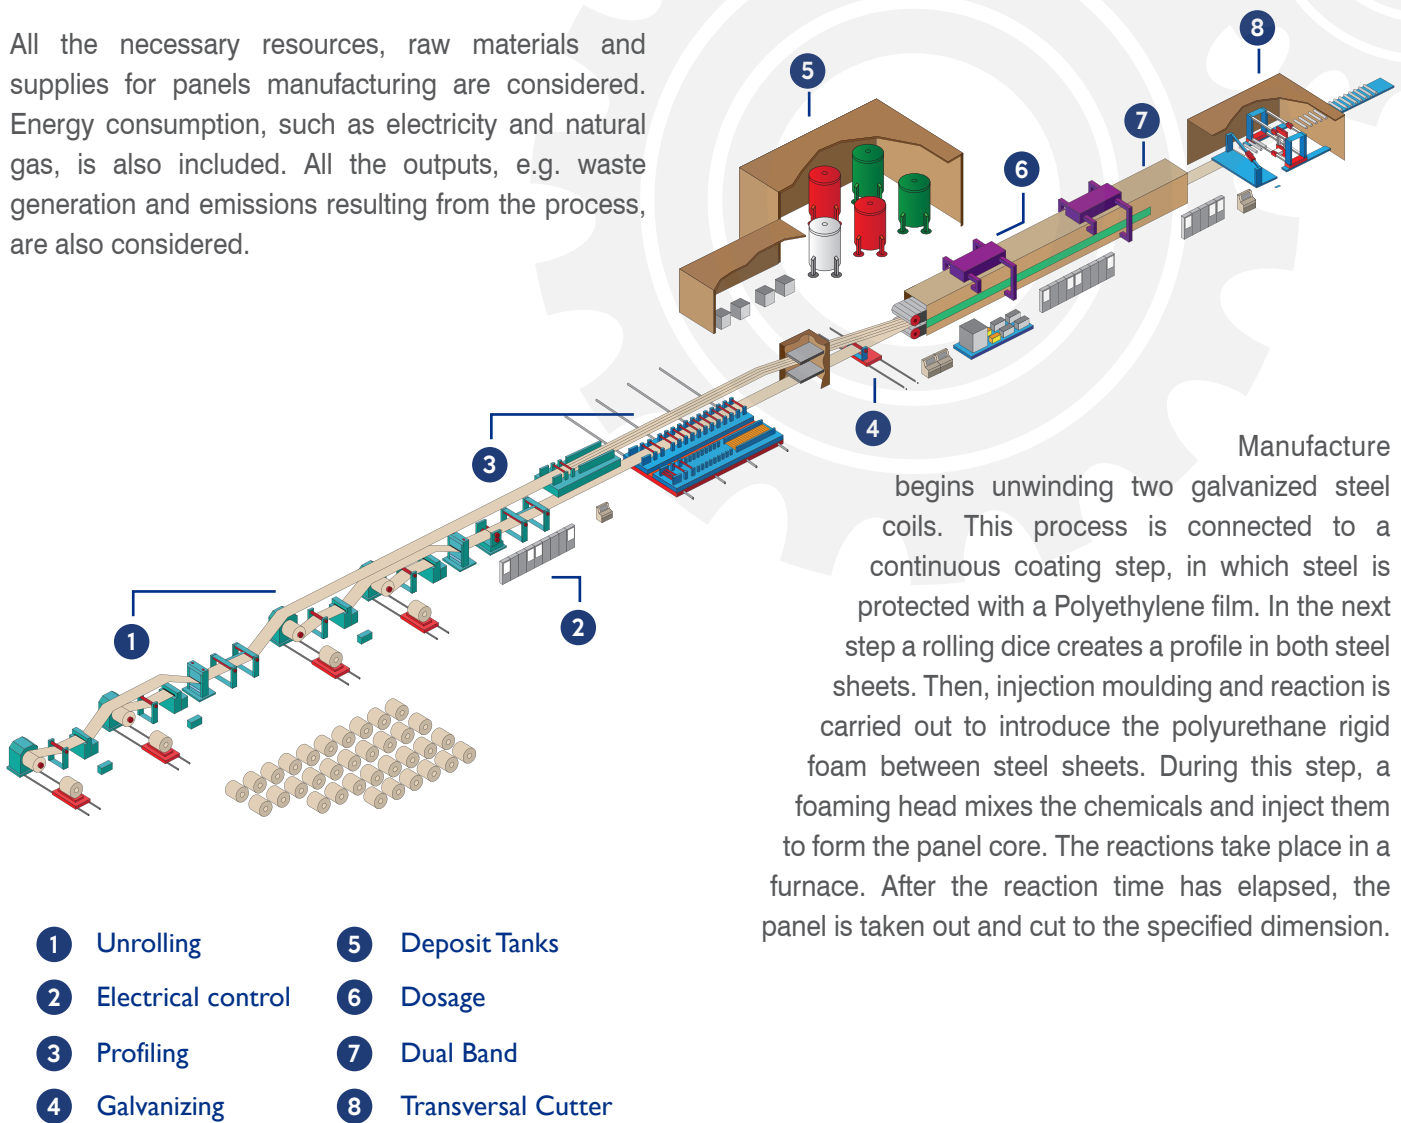 All the necessary resources, raw materials and
supplies for panels manufacturing are considered.
Energy consumption, such as electricity and natural
gas, is also included. All the outputs, e.g. waste
generation and emissions resulting from the process,
are also considered.
5
8
7
6
4
3
2
1
Manufacture
begins unwinding two galvanized steel
coils. This process is connected to a
continuous coating step, in which steel is
protected with a Polyethylene film. In the next
step a rolling dice creates a profile in both steel
sheets. Then, injection moulding and reaction is
carried out to introduce the polyurethane rigid
foam between steel sheets. During this step, a
foaming head mixes the chemicals and inject them
to form the panel core. The reactions take place in a
furnace. After the reaction time has elapsed, the
panel is taken out and cut to the specified dimension.
1 Unrolling
2 Electrical control
3 Profiling
4 Galvanizing
5 Deposit Tanks
6 Dosage
7 Dual Band
8 Transversal Cutter